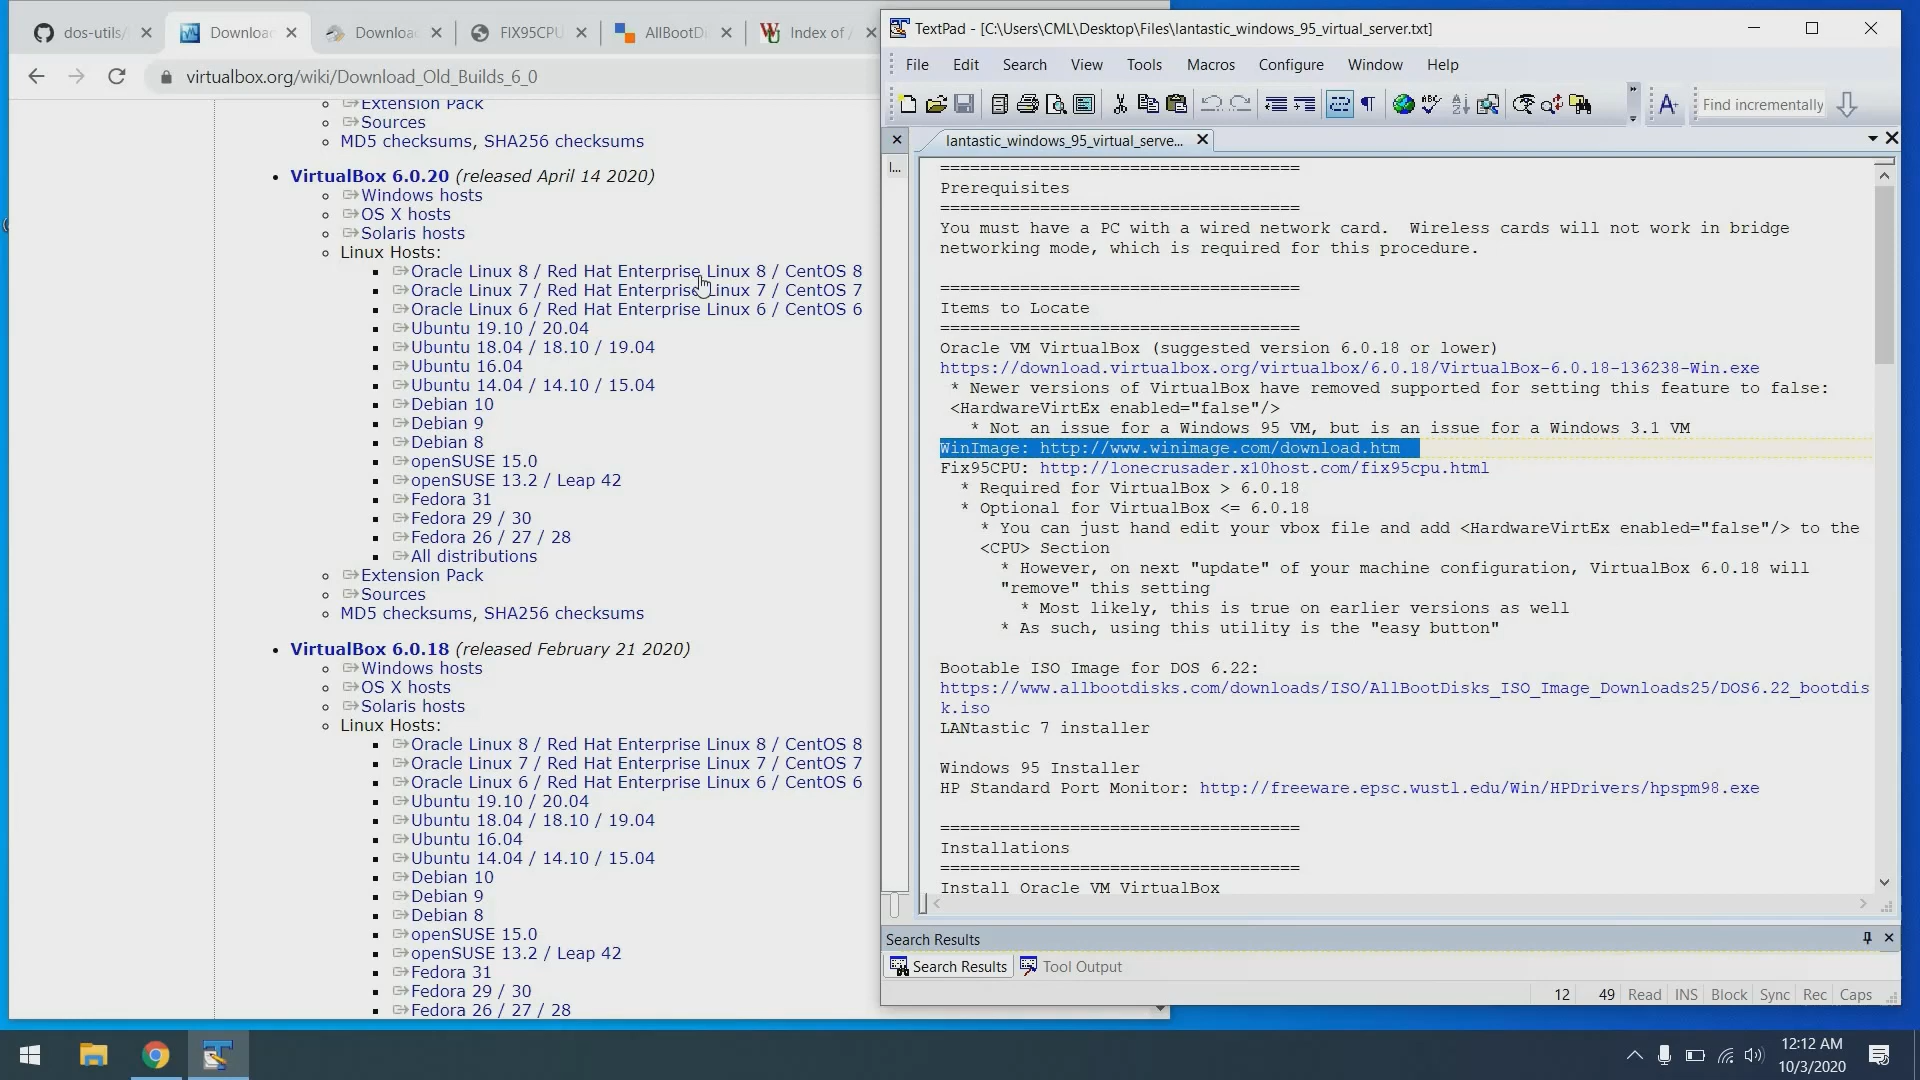 dos-utils/
Downloa
Downloa
FIX95CPU
AllBootDi
Index of /
virtualbox.org/wiki/Download_Old_Builds_6_0
Extension Pack
Sources
MD5 checksums, SHA256 checksums
VirtualBox 6.0.20 (released April 14 2020)
Windows hosts
OS X hosts
Solaris hosts
Linux Hosts:
Oracle Linux 8 / Red Hat Enterprise Linux 8 / CentOS 8
Oracle Linux 7 / Red Hat Enterprise Linux 7 / CentOS 7
Oracle Linux 6 / Red Hat Enterprise Linux 6 / CentOS 6
Ubuntu 19.10 / 20.04
Ubuntu 18.04 / 18.10 / 19.04
Ubuntu 16.04
Ubuntu 14.04 / 14.10 / 15.04
Debian 10
Debian 9
Debian 8
openSUSE 15.0
openSUSE 13.2 / Leap 42
Fedora 31
Fedora 29 / 30
Fedora 26 / 27 / 28
All distributions
Extension Pack
Sources
MD5 checksums, SHA256 checksums
VirtualBox 6.0.18 (released February 21 2020)
Windows hosts
OS X hosts
Solaris hosts
Linux Hosts:
Oracle Linux 8 / Red Hat Enterprise Linux 8 / CentOS 8
Oracle Linux 7 / Red Hat Enterprise Linux 7 / CentOS 7
Oracle Linux 6 / Red Hat Enterprise Linux 6 / CentOS 6
Ubuntu 19.10 / 20.04
Ubuntu 18.04 / 18.10 / 19.04
Ubuntu 16.04
Ubuntu 14.04 / 14.10 / 15.04
Debian 10
Debian 9
Debian 8
openSUSE 15.0
openSUSE 13.2 / Leap 42
Fedora 31
Fedora 29 / 30
Fedora 26 / 27 / 28
TextPad - [C:\Users\CML\Desktop\Files\lantastic_windows_95_virtual_server.txt]
File Edit Search View Tools Macros Configure Window Help
Find incrementally
lantastic_windows_95_virtual_serve...
l...
====================================
Prerequisites
====================================
You must have a PC with a wired network card.  Wireless cards will not work in bridge
networking mode, which is required for this procedure.
====================================
Items to Locate
====================================
Oracle VM VirtualBox (suggested version 6.0.18 or lower)
https://download.virtualbox.org/virtualbox/6.0.18/VirtualBox-6.0.18-136238-Win.exe
* Newer versions of VirtualBox have removed supported for setting this feature to false:
<HardwareVirtEx enabled="false"/>
* Not an issue for a Windows 95 VM, but is an issue for a Windows 3.1 VM
WinImage: http://www.winimage.com/download.htm
Fix95CPU: http://lonecrusader.x10host.com/fix95cpu.html
* Required for VirtualBox > 6.0.18
* Optional for VirtualBox <= 6.0.18
* You can just hand edit your vbox file and add <HardwareVirtEx enabled="false"/> to the
<CPU> Section
* However, on next "update" of your machine configuration, VirtualBox 6.0.18 will
"remove" this setting
* Most likely, this is true on earlier versions as well
* As such, using this utility is the "easy button"
Bootable ISO Image for DOS 6.22:
https://www.allbootdisks.com/downloads/ISO/AllBootDisks_ISO_Image_Downloads25/DOS6.22_bootdis
k.iso
LANtastic 7 installer
Windows 95 Installer
HP Standard Port Monitor: http://freeware.epsc.wustl.edu/Win/HPDrivers/hpspm98.exe
====================================
Installations
====================================
Install Oracle VM VirtualBox
Search Results
Search Results Tool Output
12 49 Read INS Block Sync Rec Caps
12:12 AM
10/3/2020